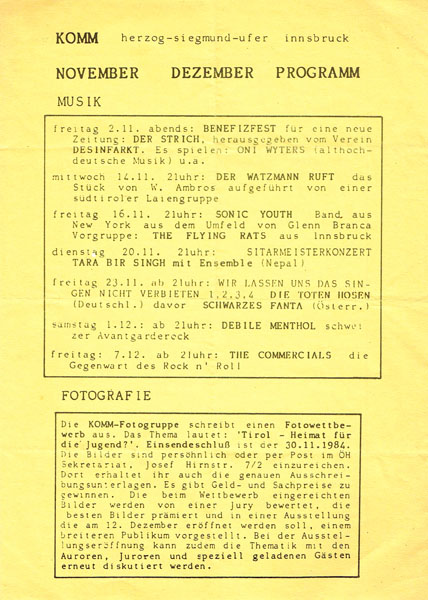 KOMM herzog-siegmund-ufer innsbruck
NOVEMBER DEZEMBER PROGRAMM
MUSIK
freitag 2.11. abends: BENEFIZFEST für eine neue
Zeitung: DER STRICH, herausgegeben vom Verein
DESINFARKT. Es spielen: ONI WYTERS (althoch-
deutsche Musik) u.a.
mittwoch 14.11. 21uhr: DER WATZMANN RUFT das
Stück von W. Ambros aufgeführt von einer
südtiroler Laiengruppe
freitag 16.11. 21uhr: SONIC YOUTH Band aus
New York aus dem Umfeld von Glenn Branca
Vorgruppe: THE FLYING RATS aus Innsbruck
dienstag 20.11. 21uhr: SITARMEISTERKONZERT
TARA BIR SINGH mit Ensemble (Nepal)
freitag 23.11. ab 21uhr: WIR LASSEN UNS DAS SIN-
GEN NICHT VERBIETEN 1,2,3,4 DIE TOTEN HOSEN
(Deutschl.) davor SCHWARZES FANTA (Österr.)
samstag 1.12.: ab 21uhr: DEBILE MENTHOL schwei
zer Avantgarderock
freitag: 7.12. ab 21uhr: THE COMMERCIALS die
Gegenwart des Rock n' Roll
FOTOGRAFIE
Die KOMM-Fotogruppe schreibt einen Fotowettbe-
werb aus. Das Thema lautet: 'Tirol - Heimat für
die Jugend?'. Einsendeschluß ist der 30.11.1984.
Die Bilder sind persönlich oder per Post im ÖH
Sekretariat, Josef Hirnstr. 7/2 einzureichen.
Dort erhaltet ihr auch die genauen Ausschrei-
bungsunterlagen. Es gibt Geld- und Sachpreise zu
gewinnen. Die beim Wettbewerb eingereichten
Bilder werden von einer Jury bewertet, die
besten Bilder prämiert und in einer Ausstellung
die am 12. Dezember eröffnet werden soll, einem
breiteren Publikum vorgestellt. Bei der Ausstel-
lungseröffnung kann zudem die Thematik mit den
Auroren, Juroren und speziell geladenen Gästen
erneut diskutiert werden.